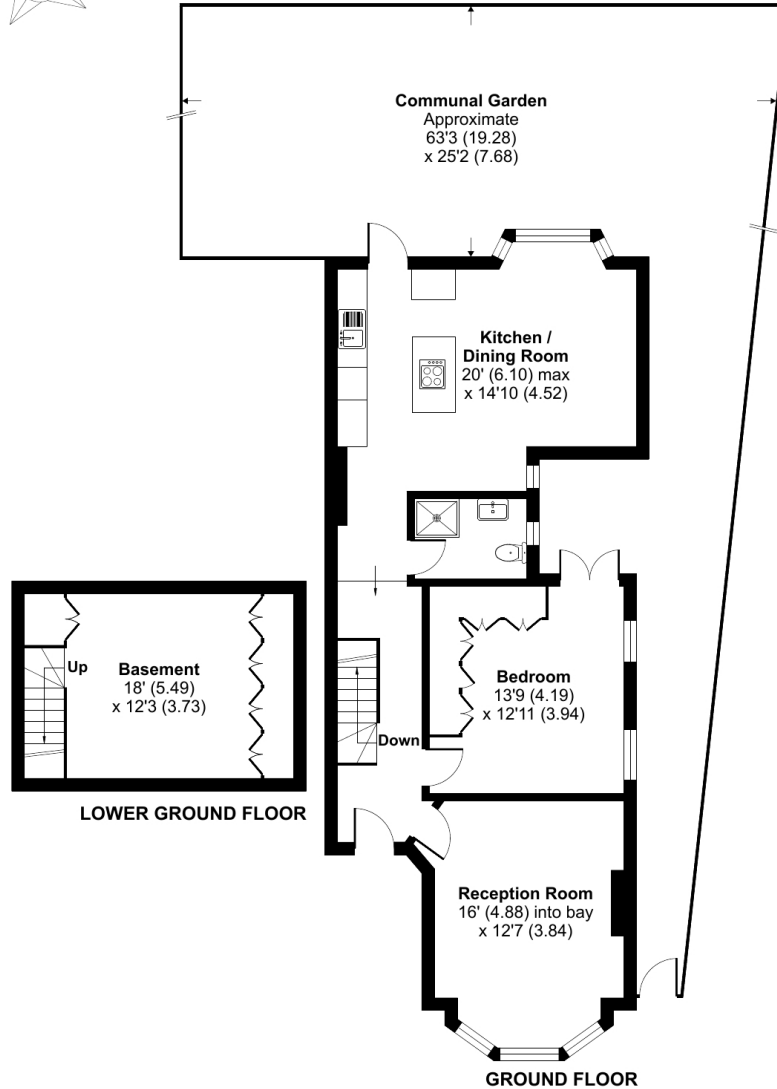 Communal Garden
Approximate
63'3 (19.28)
x 25'2 (7.68)
Kitchen /
Dining Room
20' (6.10) max
x 14'10 (4.52)
Up
Basement
18' (5.49)
x 12'3 (3.73)
LOWER GROUND FLOOR
Bedroom
13'9 (4.19)
x 12'11 (3.94)
Down
Reception Room
16' (4.88) into bay
x 12'7 (3.84)
GROUND FLOOR